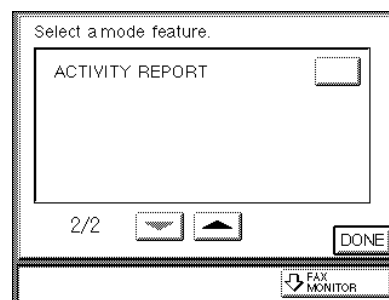 Select a mode feature.
ACTIVITY REPORT
2/2
DONE
FAX
MONITOR